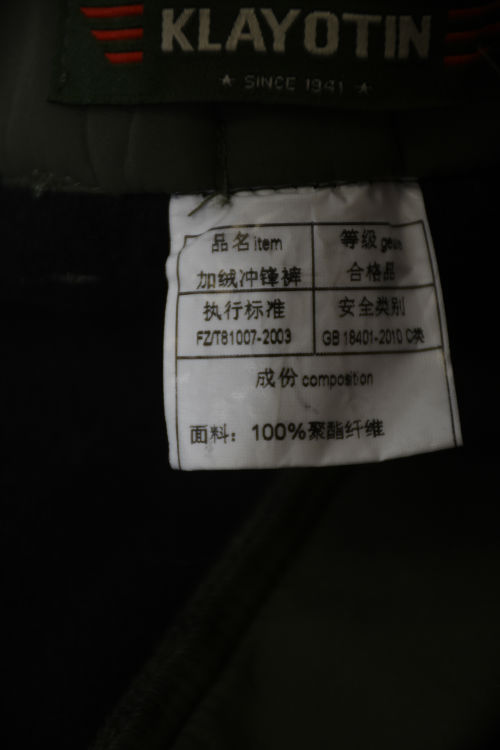 KLAYOTIN
★ SINCE 1941 ★
品名 item
等级
加绒冲锋裤
合格品
执行标准
安全类别
FZ/T81007-2003
GB 18401-2010 C类
成份 composition
面料：100%聚酯纤维